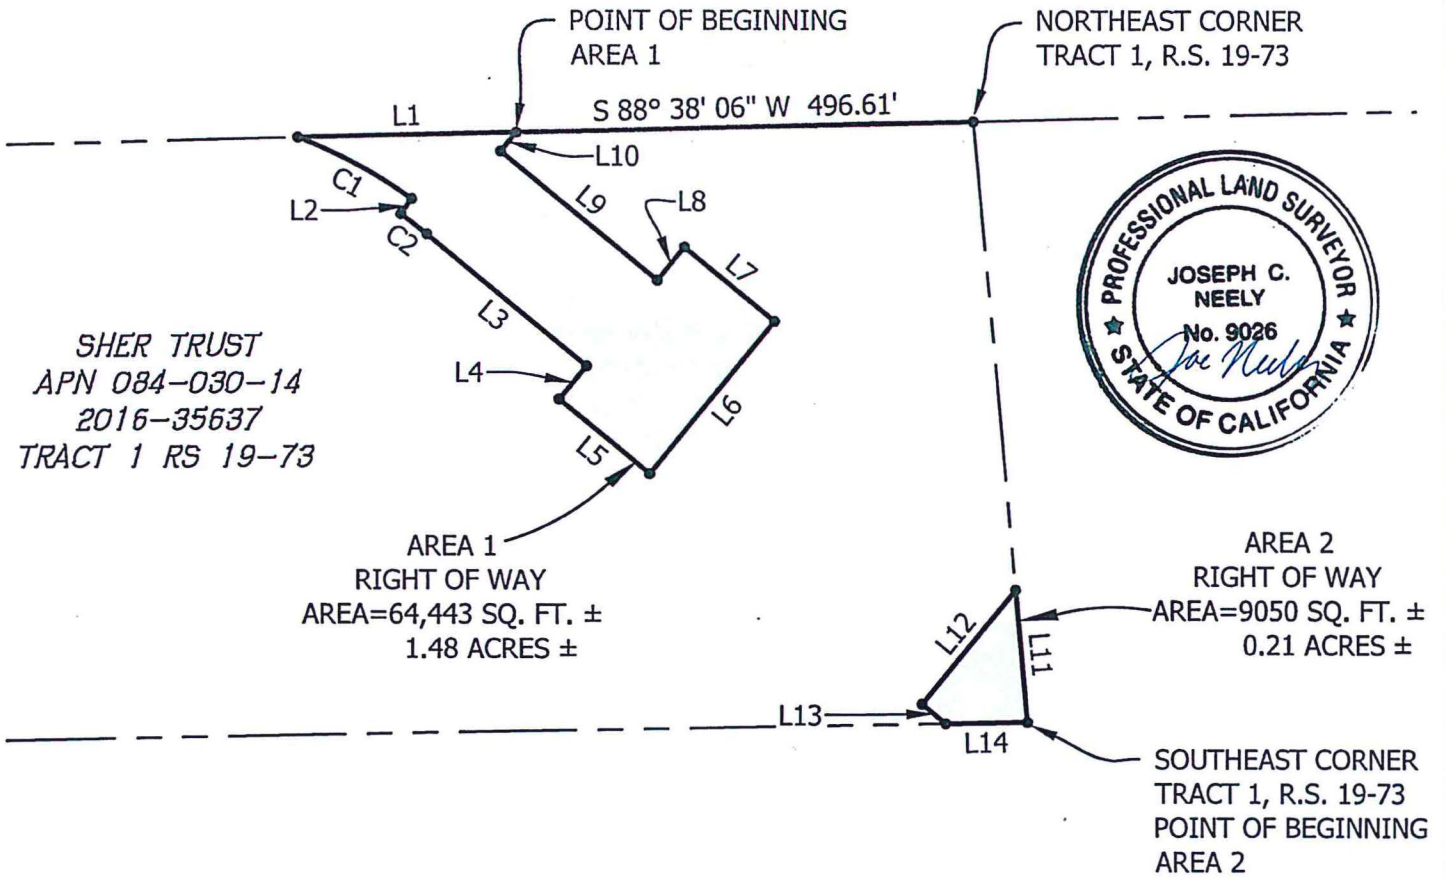 POINT OF BEGINNING
AREA 1
NORTHEAST CORNER
TRACT 1, R.S. 19-73
L1
S 88° 38' 06" W 496.61'
L10
C1
L2
C2
L9
L8
L7
L3
L4
L5
L6
SHER TRUST
APN 084-030-14
2016-35637
TRACT 1 RS 19-73
PROFESSIONAL LAND SURVEYOR
JOSEPH C.
NEELY
No. 9026
Joe Neely
STATE OF CALIFORNIA
AREA 1
RIGHT OF WAY
AREA=64,443 SQ. FT. ±
1.48 ACRES ±
AREA 2
RIGHT OF WAY
AREA=9050 SQ. FT. ±
0.21 ACRES ±
L12
L11
L13
L14
SOUTHEAST CORNER
TRACT 1, R.S. 19-73
POINT OF BEGINNING
AREA 2